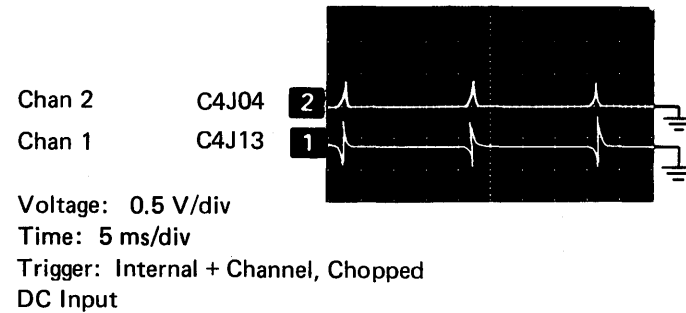 Chan 2 C4J04 2
Chan 1 C4J13 1
Voltage: 0.5 V/div
Time: 5 ms/div
Trigger: Internal + Channel, Chopped
DC Input